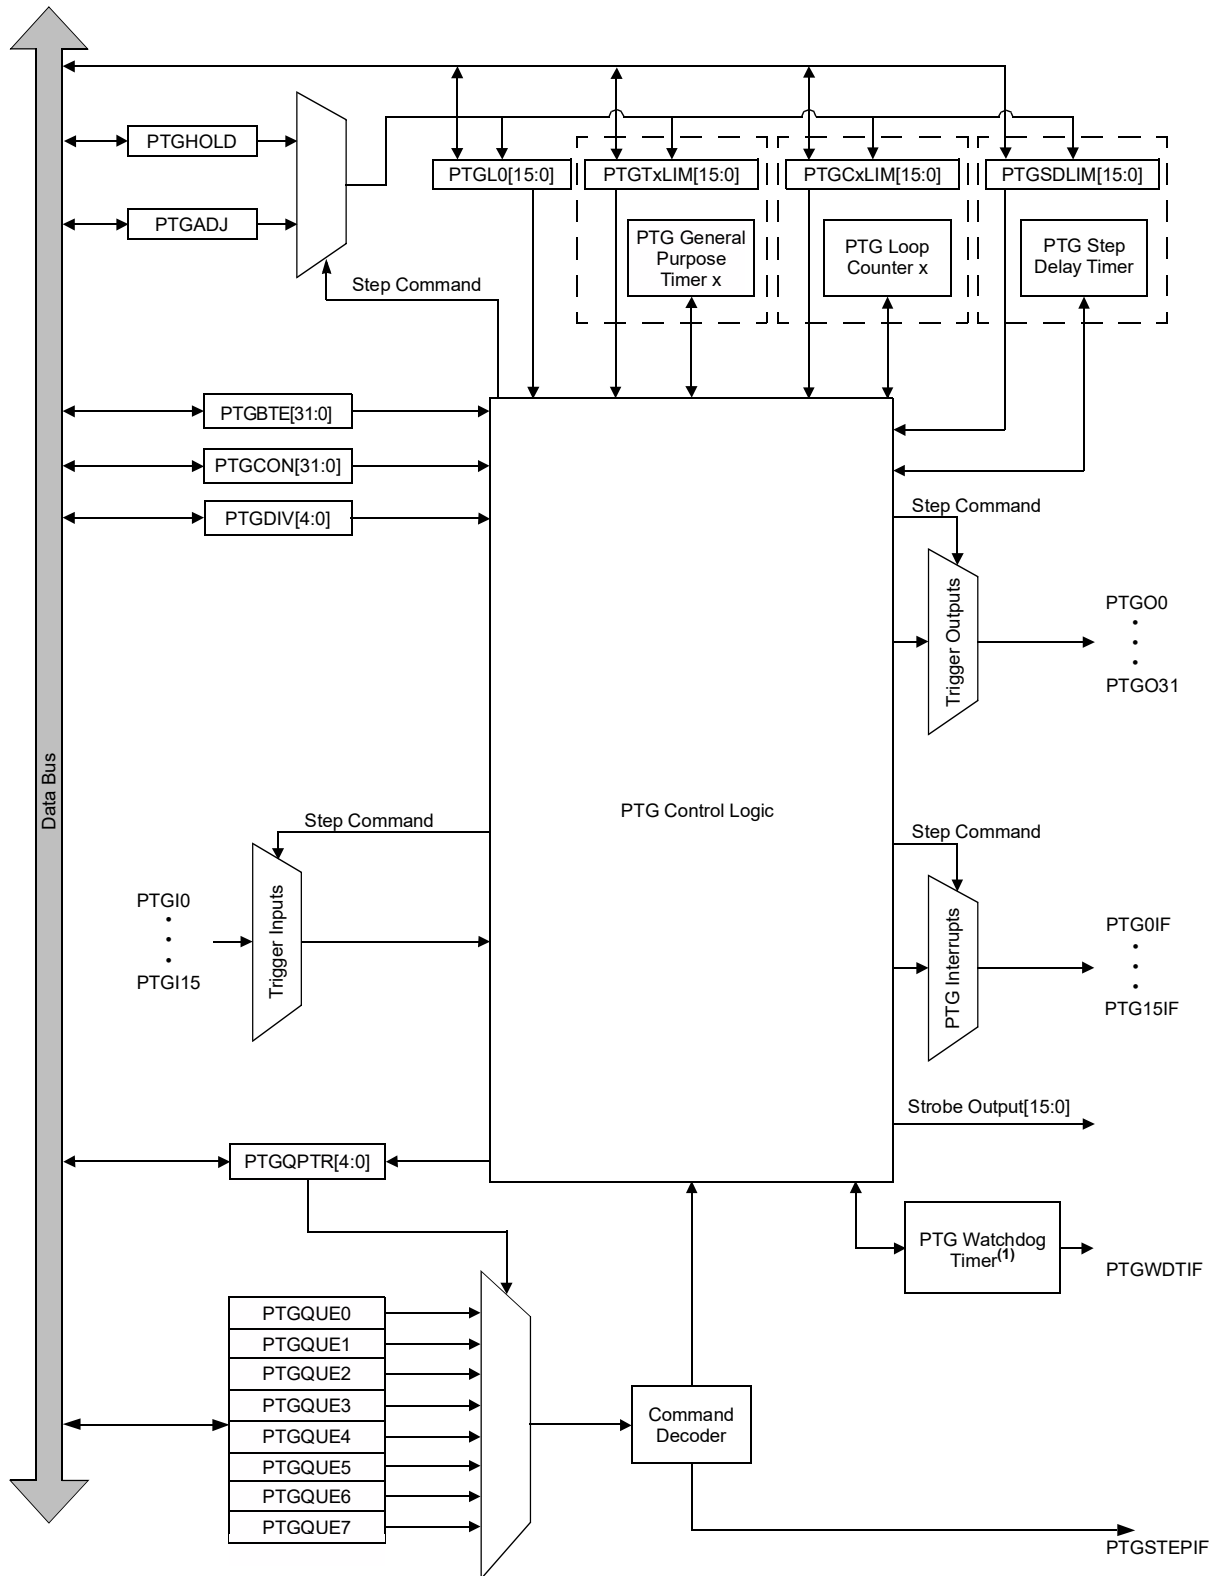 PTGHOLD
PTGADJ
Step Command
PTGL0[15:0]
PTGTxLIM[15:0]
PTGCxLIM[15:0]
PTGSDLIM[15:0]
PTG General
Purpose
Timer x
PTG Loop
Counter x
PTG Step
Delay Timer
PTGBTE[31:0]
PTGCON[31:0]
PTGDIV[4:0]
Step Command
Trigger Outputs
PTGO0
PTGO31
Data Bus
PTG Control Logic
Step Command
Trigger Inputs
PTGI0
PTGI15
Step Command
PTG Interrupts
PTG0IF
PTG15IF
Strobe Output[15:0]
PTGQPTR[4:0]
PTG Watchdog
Timer(1)
PTGWDTIF
PTGQUE0
PTGQUE1
PTGQUE2
PTGQUE3
PTGQUE4
PTGQUE5
PTGQUE6
PTGQUE7
Command
Decoder
PTGSTEPIF